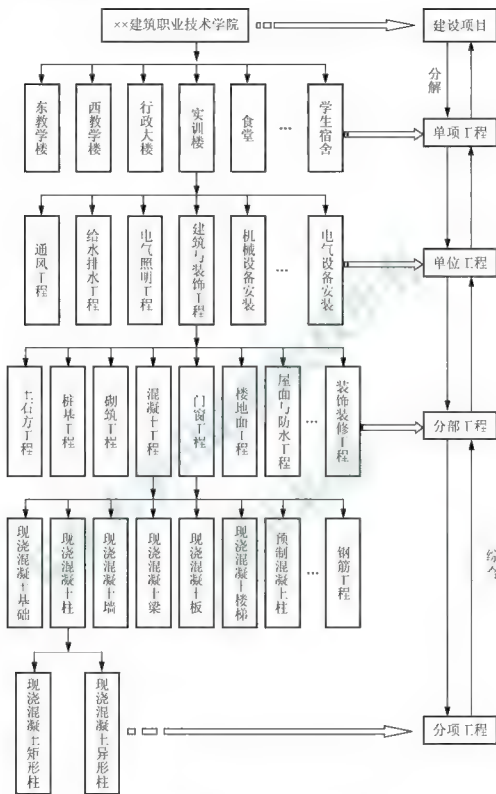 ××建筑职业技术学院
建设项目
分解
东教学楼
西教学楼
行政大楼
实训楼
食堂
…
学生宿舍
单项工程
通风工程
给水排水工程
电气照明工程
建筑与装饰工程
机械设备安装
…
电气设备安装
单位工程
土石方工程
桩基工程
砌筑工程
混凝土工程
门窗工程
楼地面工程
屋面与防水工程
…
装饰装修工程
分部工程
现浇混凝土基础
现浇混凝土柱
现浇混凝土墙
现浇混凝土梁
现浇混凝土板
现浇混凝土楼梯
预制混凝土柱
…
钢筋工程
综合
现浇混凝土矩形柱
现浇混凝土异形柱
分项工程